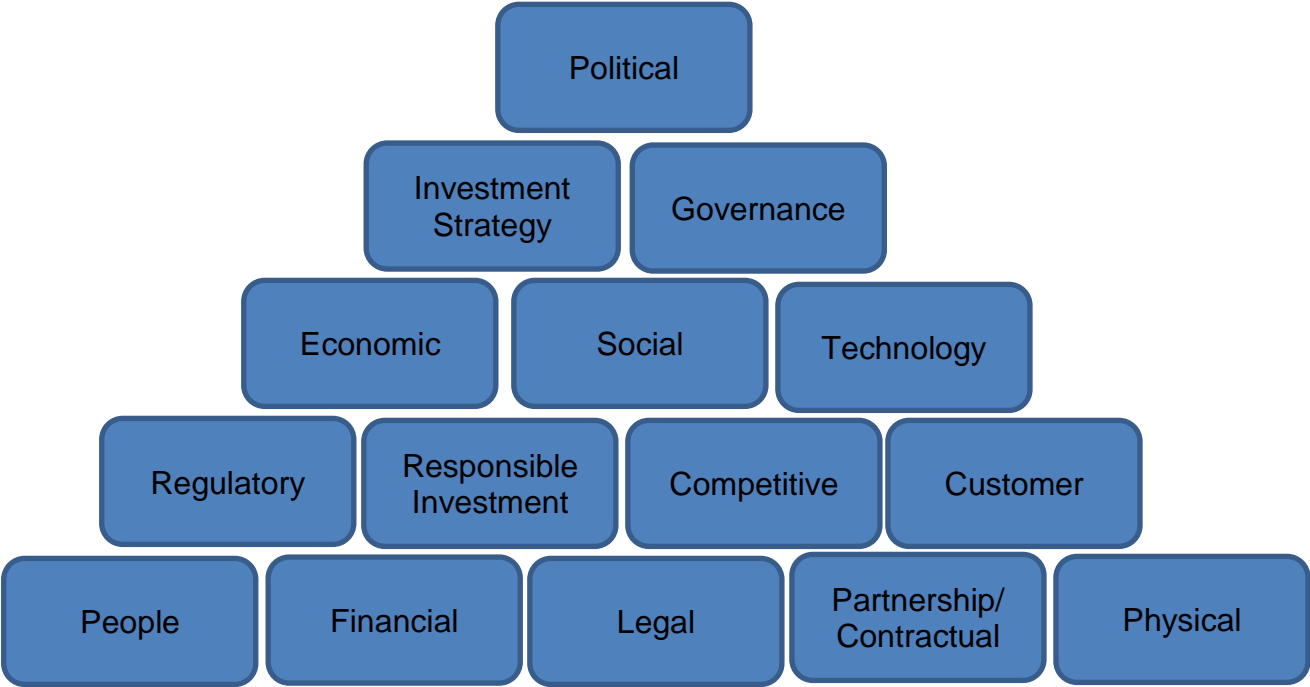 Political
Investment
Strategy
Governance
Economic
Social
Technology
Regulatory
Responsible
Investment
Competitive
Customer
People
Financial
Legal
Partnership/
Contractual
Physical